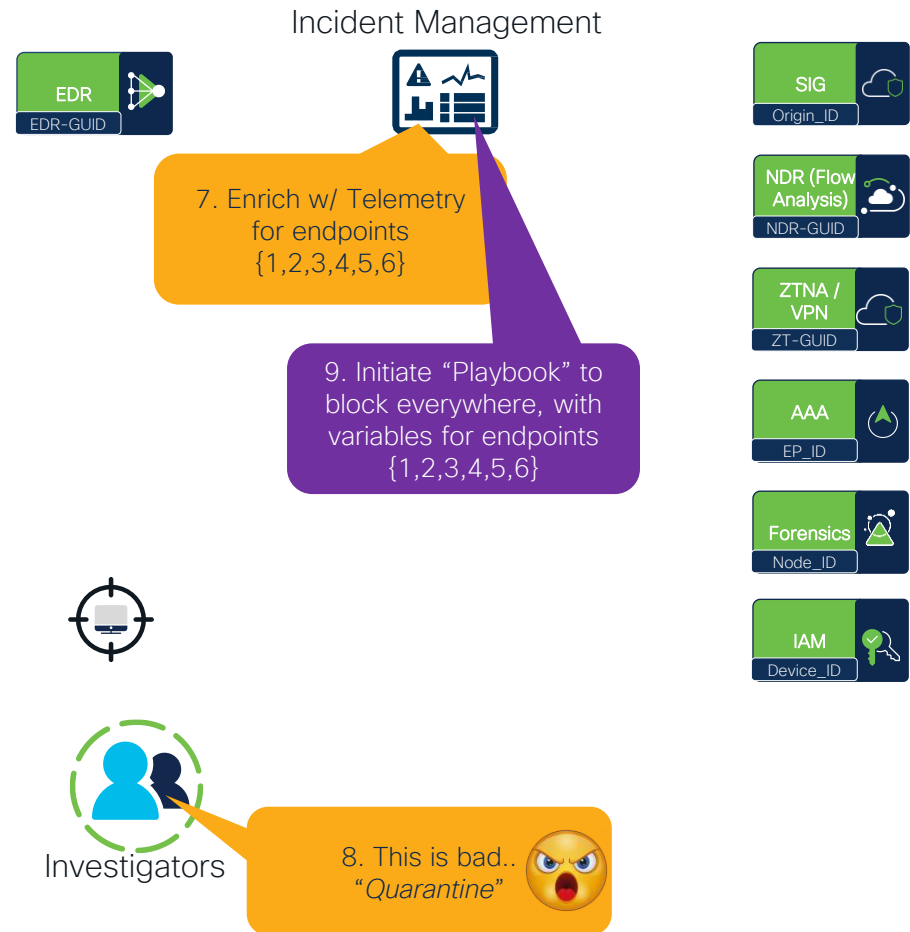 Incident Management
EDR
EDR-GUID
SIG
Origin_ID
NDR (Flow
Analysis)
NDR-GUID
ZTNA /
VPN
ZT-GUID
AAA
EP_ID
Forensics
Node_ID
IAM
Device_ID
7. Enrich w/ Telemetry
for endpoints
{1,2,3,4,5,6}
9. Initiate “Playbook” to
block everywhere, with
variables for endpoints
{1,2,3,4,5,6}
Investigators
8. This is bad..
“Quarantine”